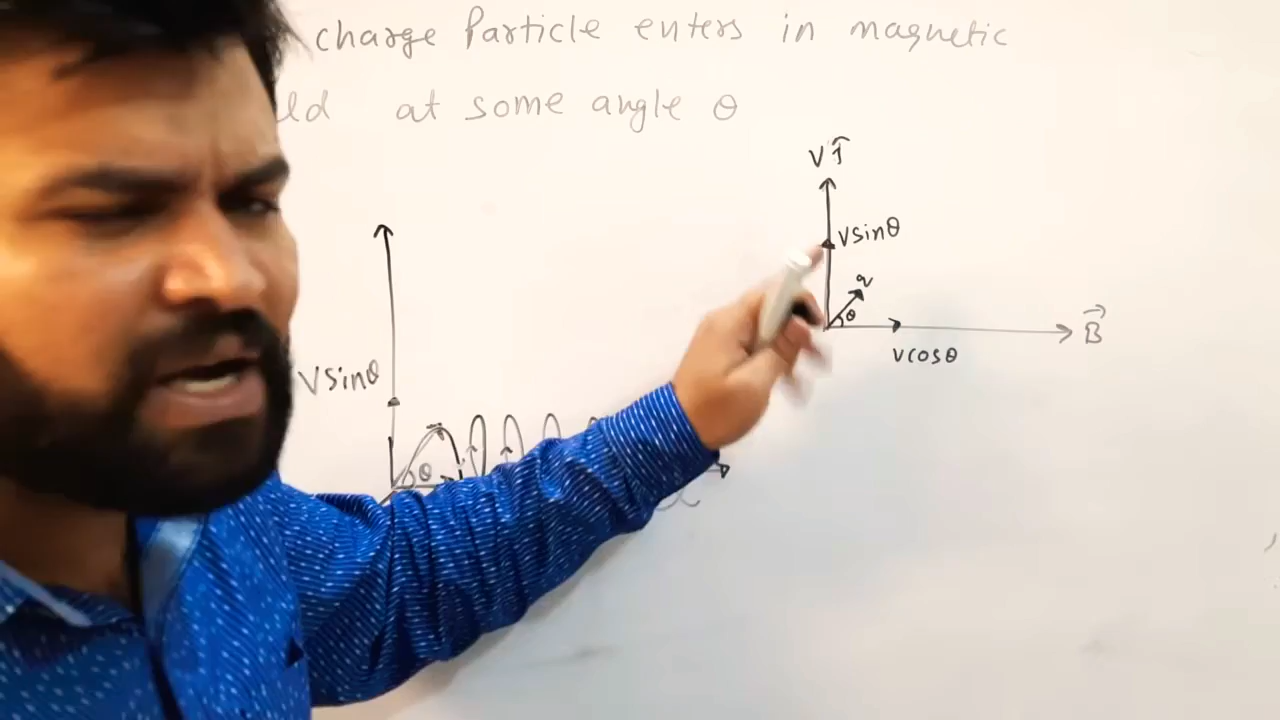 charge Particle enters in magnetic
ld at some angle θ
V ĵ
Vsinθ
θ
B⃗
vcosθ
Vsinθ
θ